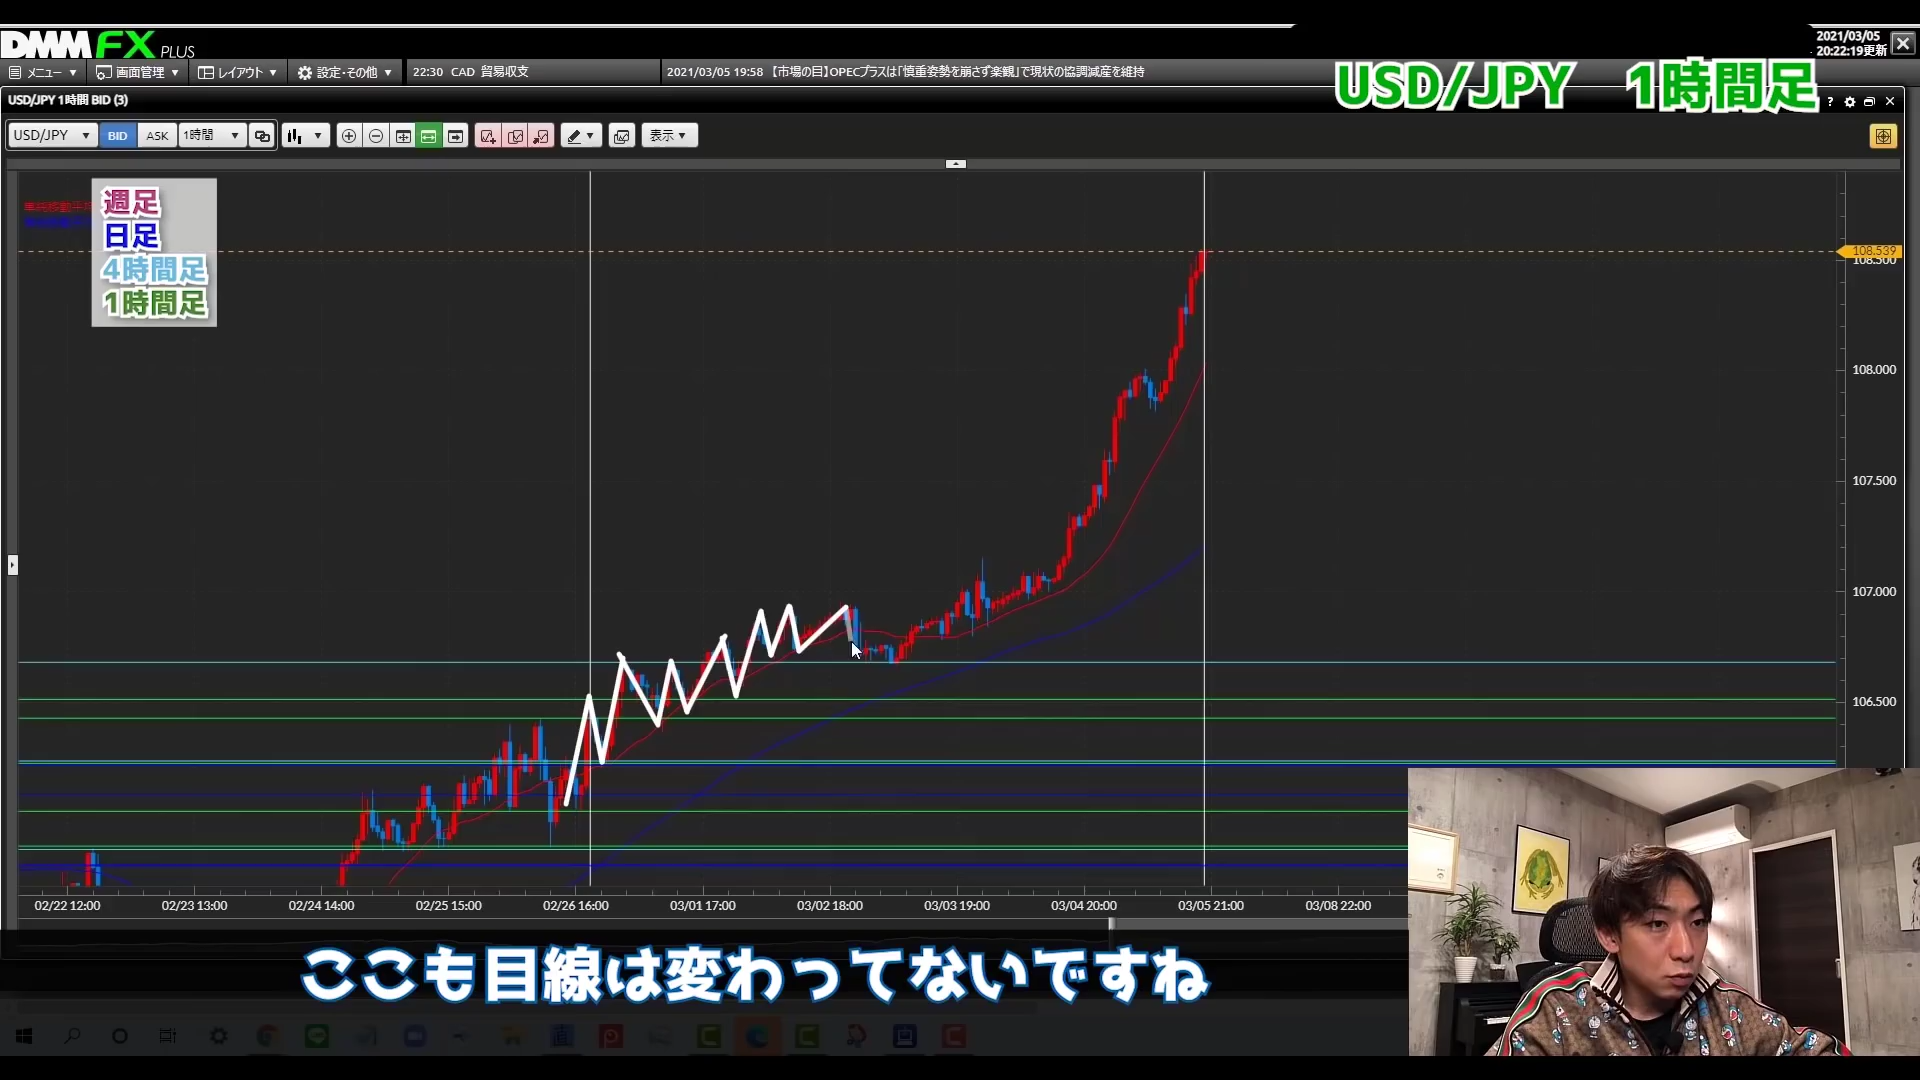 DMM FX PLUS
2021/03/05
20:22:19更新
メニュー
画面管理
レイアウト
設定・その他
22:30 CAD 貿易収支
2021/03/05 19:58 【市場の目】OPECプラスは「慎重姿勢を崩さず楽観」で現状の協調減産を維持
USD/JPY 1時間足
USD/JPY 1時間 BID (3)
USD/JPY
BID
ASK
1時間
表示
週足
日足
4時間足
1時間足
108.539
108.500
108.000
107.500
107.000
106.500
02/22 12:00
02/23 13:00
02/24 14:00
02/25 15:00
02/26 16:00
03/01 17:00
03/02 18:00
03/03 19:00
03/04 20:00
03/05 21:00
03/08 22:00
ここも目線は変わってないですね